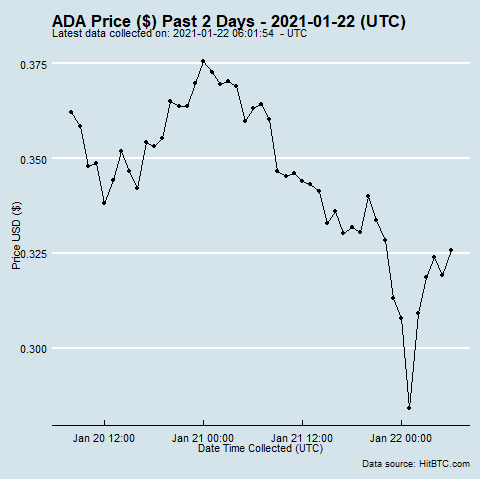 ADA Price ($) Past 2 Days - 2021-01-22 (UTC)
Latest data collected on: 2021-01-22 06:01:54  - UTC
0.375
0.350
0.325
0.300
Price USD ($)
Jan 20 12:00
Jan 21 00:00
Jan 21 12:00
Jan 22 00:00
Date Time Collected (UTC)
Data source: HitBTC.com